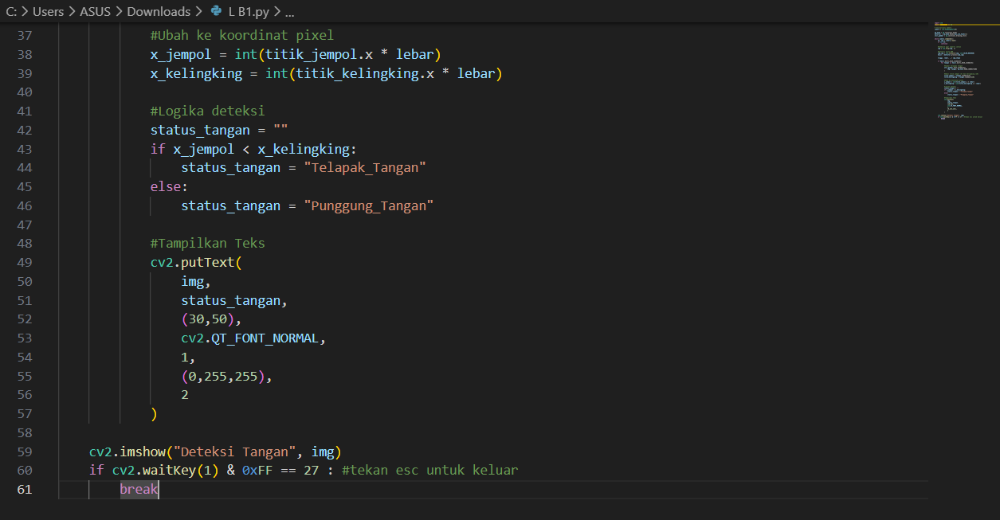 C: > Users > ASUS > Downloads > L B1.py > ...
37 #Ubah ke koordinat pixel
38 x_jempol = int(titik_jempol.x * lebar)
39 x_kelingking = int(titik_kelingking.x * lebar)
40
41 #Logika deteksi
42 status_tangan = ""
43 if x_jempol < x_kelingking:
44     status_tangan = "Telapak_Tangan"
45 else:
46     status_tangan = "Punggung_Tangan"
47
48 #Tampilkan Teks
49 cv2.putText(
50     img,
51     status_tangan,
52     (30,50),
53     cv2.QT_FONT_NORMAL,
54     1,
55     (0,255,255),
56     2
57 )
58
59 cv2.imshow("Deteksi Tangan", img)
60 if cv2.waitKey(1) & 0xFF == 27 : #tekan esc untuk keluar
61     break